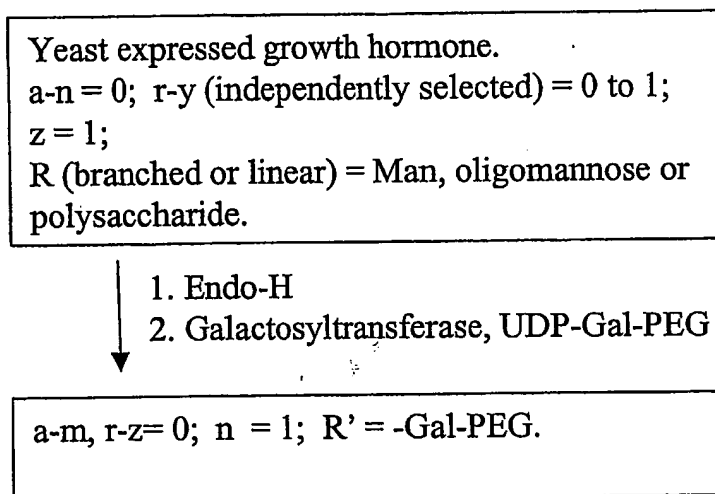 Yeast expressed growth hormone.
a-n = 0; r-y (independently selected) = 0 to 1;
z = 1;
R (branched or linear) = Man, oligomannose or
polysaccharide.
1. Endo-H
2. Galactosyltransferase, UDP-Gal-PEG
a-m, r-z= 0; n = 1; R’ = -Gal-PEG.